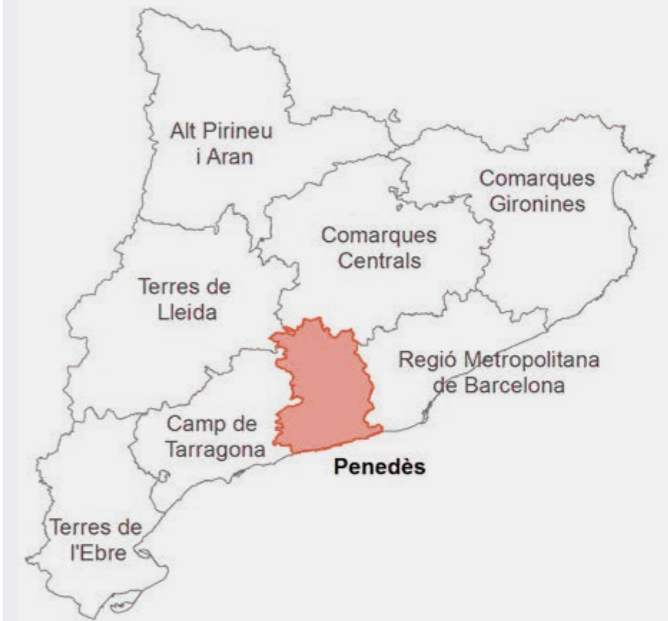 Alt Pirineu
i Aran
Comarques
Gironines
Comarques
Centrals
Terres de
Lleida
Regió Metropolitana
de Barcelona
Camp de
Tarragona
Penedès
Terres de
l'Ebre